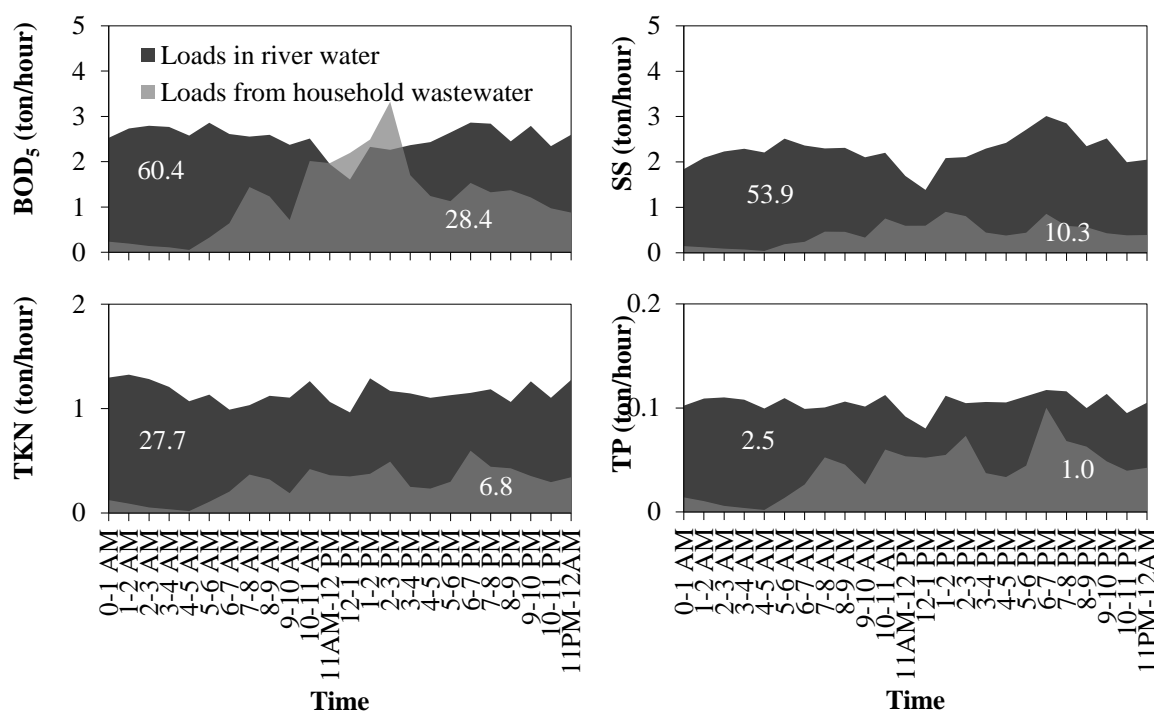 BOD5 (ton/hour)
5
4
3
2
1
0
Loads in river water
Loads from household wastewater
60.4
28.4
SS (ton/hour)
5
4
3
2
1
0
53.9
10.3
TKN (ton/hour)
2
1
0
27.7
6.8
0-1 AM
1-2 AM
2-3 AM
3-4 AM
4-5 AM
5-6 AM
6-7 AM
7-8 AM
8-9 AM
9-10 AM
10-11 AM
11AM-12 PM
12-1 PM
1-2 PM
2-3 PM
3-4 PM
4-5 PM
5-6 PM
6-7 PM
7-8 PM
8-9 PM
9-10 PM
10-11 PM
11PM-12AM
Time
TP (ton/hour)
0.2
0.1
0
2.5
1.0
0-1 AM
1-2 AM
2-3 AM
3-4 AM
4-5 AM
5-6 AM
6-7 AM
7-8 AM
8-9 AM
9-10 AM
10-11 AM
11AM-12 PM
12-1 PM
1-2 PM
2-3 PM
3-4 PM
4-5 PM
5-6 PM
6-7 PM
7-8 PM
8-9 PM
9-10 PM
10-11 PM
11PM-12AM
Time